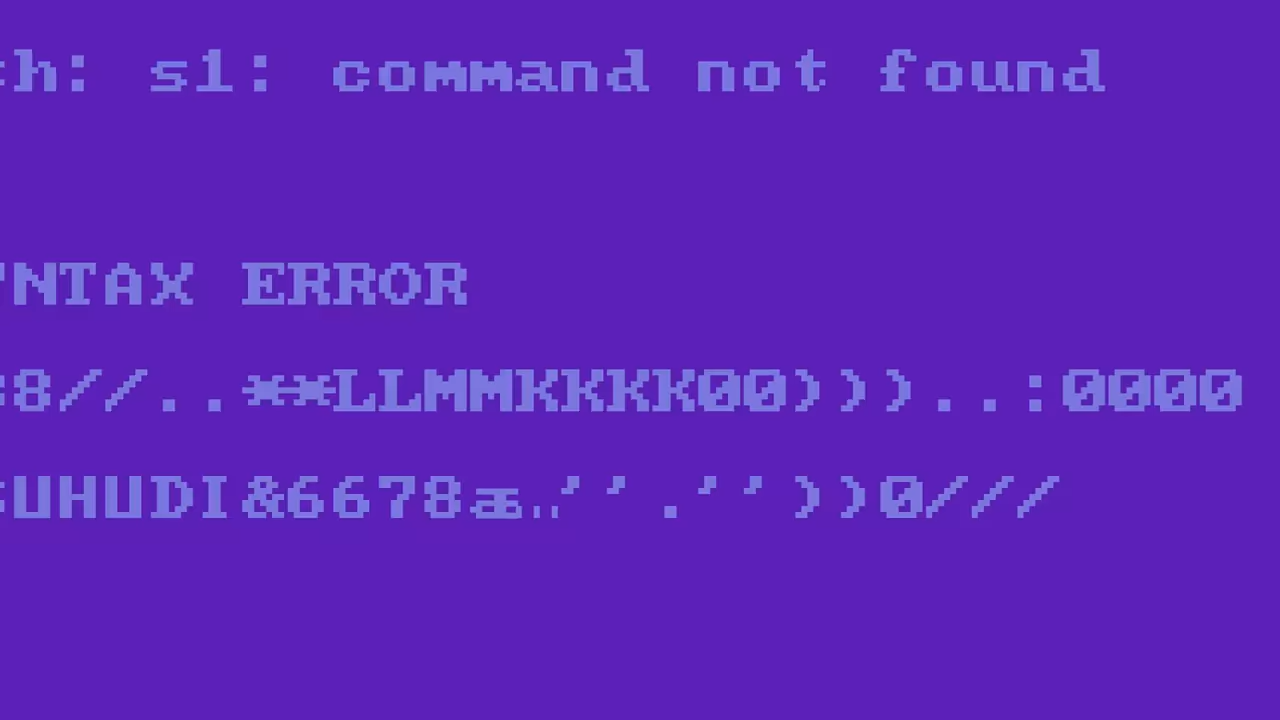 h: s1: command not found
NTAX ERROR
8//..**LLMMKKKK00)))..:0000
UHUDI&6678æ..’’.’’))0///